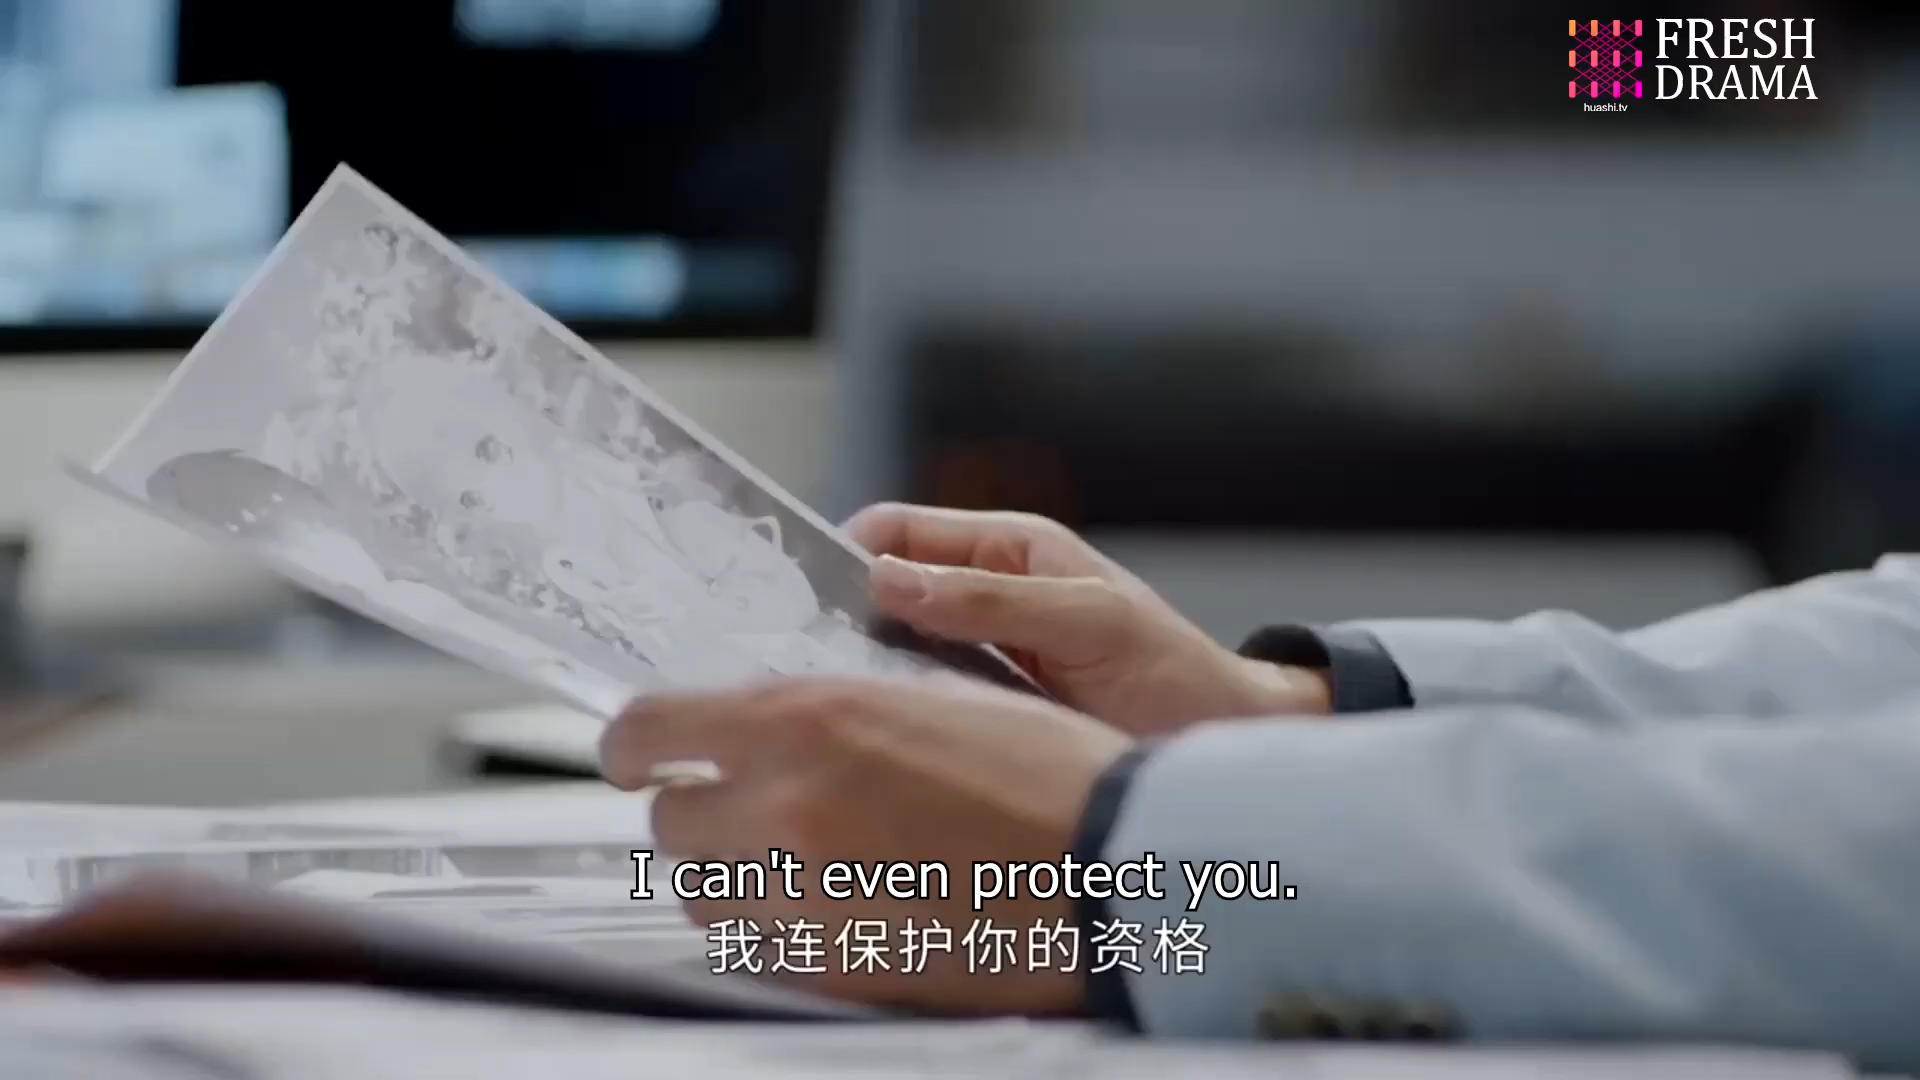 FRESH
DRAMA
huashi.tv
I can't even protect you.
我连保护你的资格